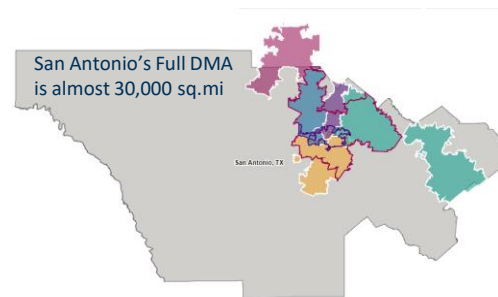 San Antonio's Full DMA
is almost 30,000 sq.mi
San Antonio, TX